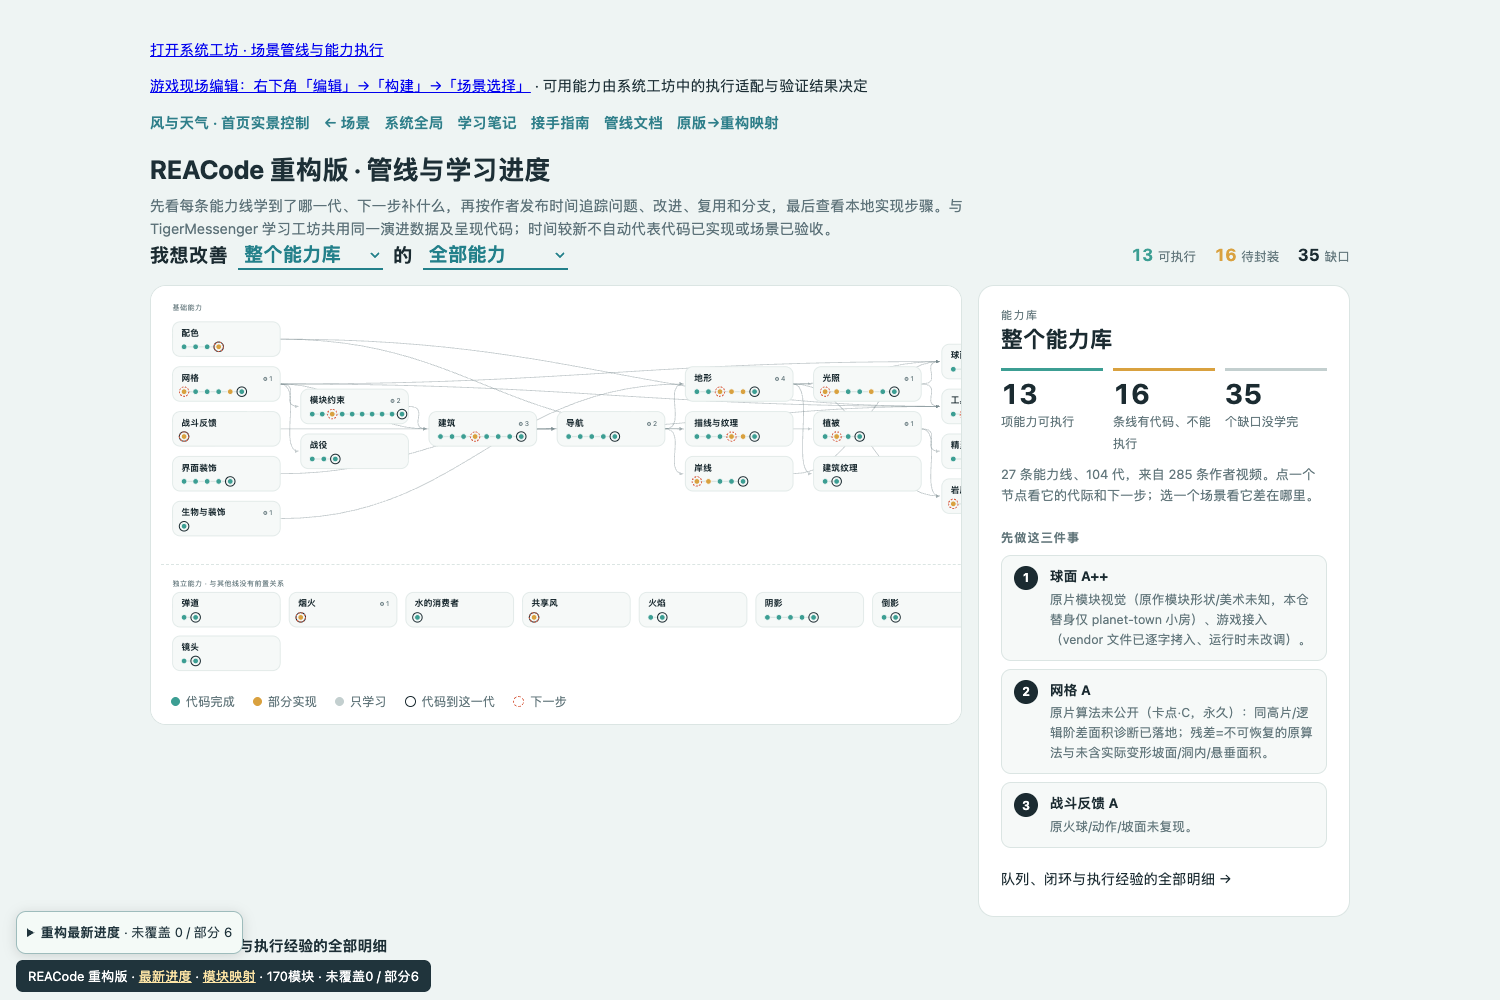 打开系统工坊 · 场景管线与能力执行
游戏现场编辑：右下角「编辑」→「构建」→「场景选择」 · 可用能力由系统工坊中的执行适配与验证结果决定
风与天气 · 首页实景控制 ← 场景 系统全局 学习笔记 接手指南 管线文档 原版→重构映射
REACode 重构版 · 管线与学习进度
先看每条能力线学到了哪一代、下一步补什么，再按作者发布时间追踪问题、改进、复用和分支，最后查看本地实现步骤。与
TigerMessenger 学习工坊共用同一演进数据及呈现代码；时间较新不自动代表代码已实现或场景已验收。
我想改善 整个能力库 的 全部能力
13 可执行 16 待封装 35 缺口
基础能力
配色
网格 1
战斗反馈
界面装饰
生物与装饰 1
模块约束 2
战役
建筑 3
导航 2
地形 4
描线与纹理
岸线
光照 1
植被 1
建筑纹理
独立能力 · 与其他线没有前置关系
弹道
烟火 1
水的消费者
共享风
火焰
阴影
倒影
镜头
代码完成 部分实现 只学习 代码到这一代 下一步
能力库
整个能力库
13 16 35
项能力可执行 条线有代码、不能 个缺口没学完
执行
27 条能力线、104 代，来自 285 条作者视频。点一个
节点看它的代际和下一步；选一个场景看它差在哪里。
先做这三件事
1 球面 A++
原片模块视觉（原作模块形状/美术未知，本仓
替身仅 planet-town 小房）、游戏接入
（vendor 文件已逐字拷入、运行时未改调）。
2 网格 A
原片算法未公开（卡点·C，永久）：同高片/逻
辑阶差面积诊断已落地；残差=不可恢复的原算
法与未含实际变形坡面/洞内/悬垂面积。
3 战斗反馈 A
原火球/动作/坡面未复现。
队列、闭环与执行经验的全部明细 →
▶ 重构最新进度 · 未覆盖 0 / 部分 6
与执行经验的全部明细
REACode 重构版 · 最新进度 · 模块映射 · 170模块 · 未覆盖0 / 部分6